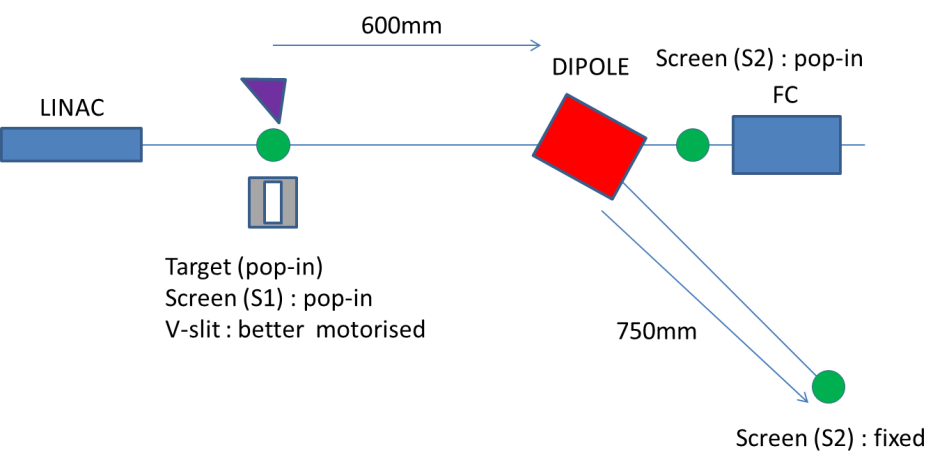 600mm
Screen (S2) : pop-in
DIPOLE
FC
LINAC
Target (pop-in)
Screen (S1) : pop-in
V-slit : better motorised
750mm
Screen (S2) : fixed